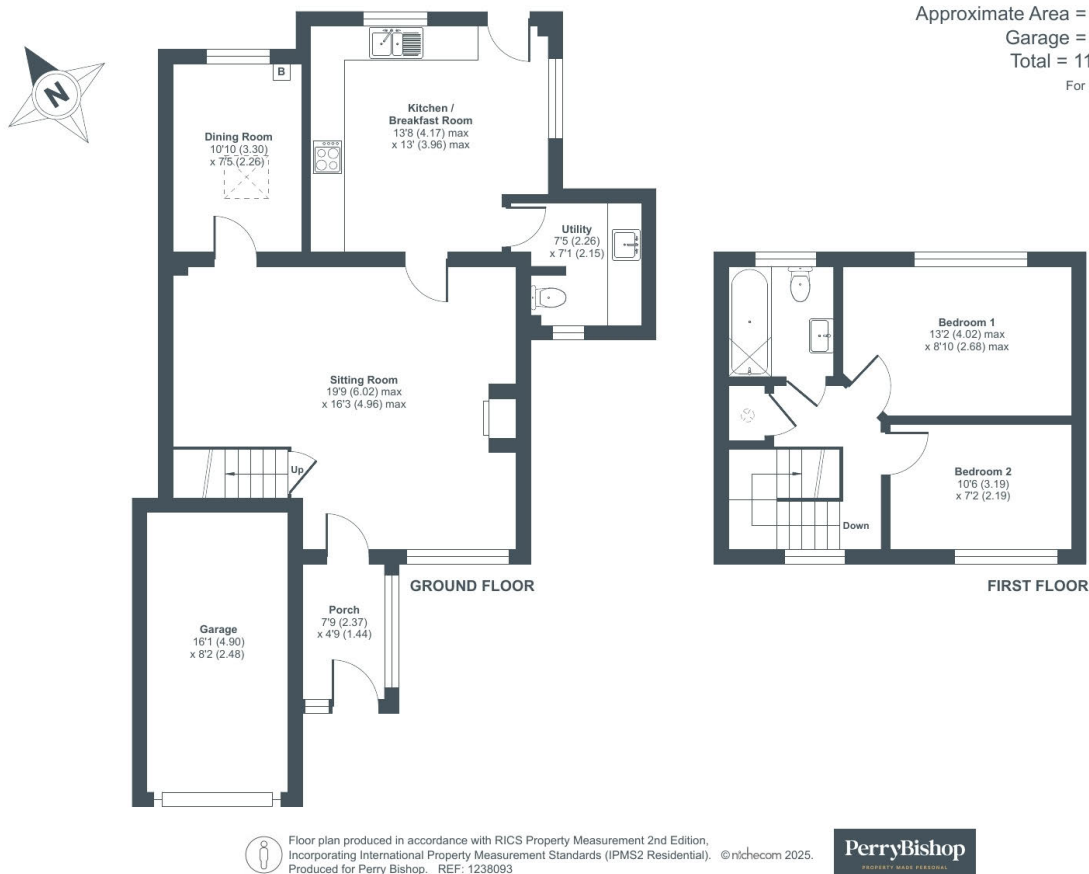 Approximate Area =
Garage =
Total = 11
For
N
B
Dining Room
10'10 (3.30)
x 7'5 (2.26)
Kitchen /
Breakfast Room
13'8 (4.17) max
x 13' (3.96) max
Utility
7'5 (2.26)
x 7'1 (2.15)
Sitting Room
19'9 (6.02) max
x 16'3 (4.96) max
Up
GROUND FLOOR
Porch
7'9 (2.37)
x 4'9 (1.44)
Garage
16'1 (4.90)
x 8'2 (2.48)
Bedroom 1
13'2 (4.02) max
x 8'10 (2.68) max
Bedroom 2
10'6 (3.19)
x 7'2 (2.19)
Down
FIRST FLOOR
Floor plan produced in accordance with RICS Property Measurement 2nd Edition,
Incorporating International Property Measurement Standards (IPMS2 Residential). ©nichecom 2025.
Produced for Perry Bishop. REF: 1238093
PerryBishop
PROPERTY MADE PERSONAL